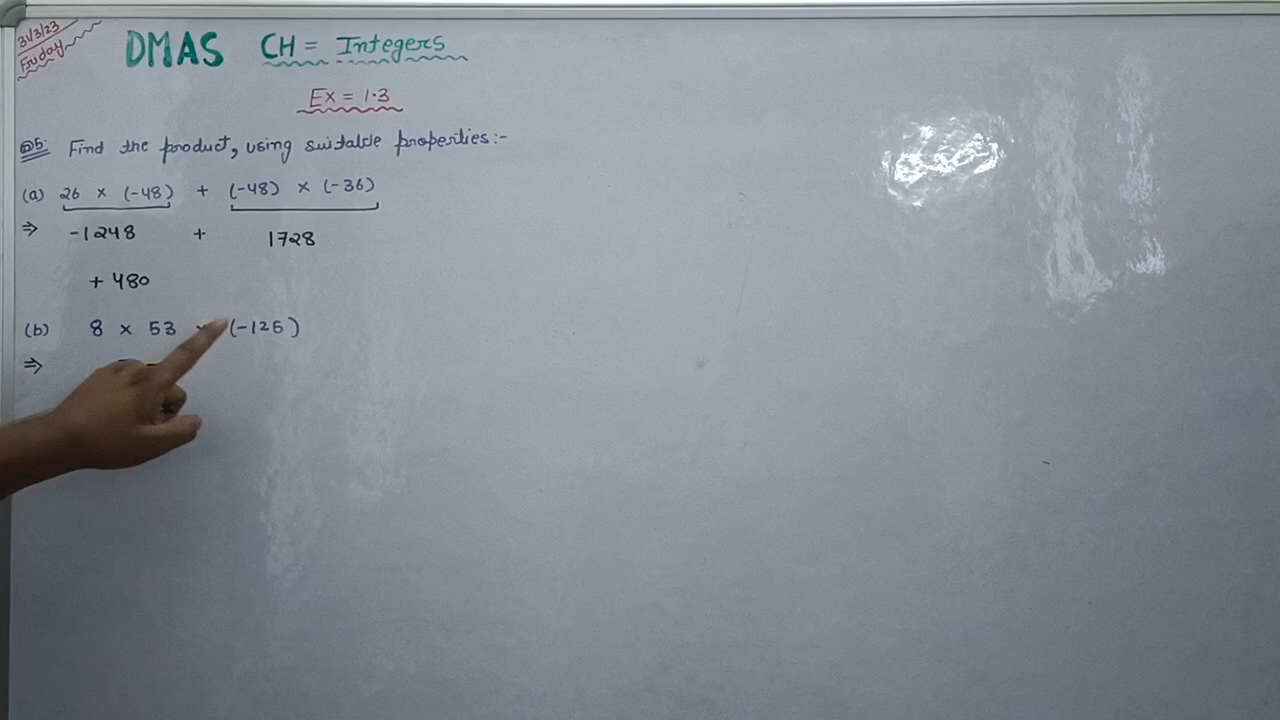 31/3/23
Friday
DMAS CH = Integers
Ex = 1.3
Q5. Find the product, using suitable properties:-
(a) 26 × (-48) + (-48) × (-36)
⇒ -1248 + 1728
+ 480
(b) 8 × 53 × (-125)
⇒